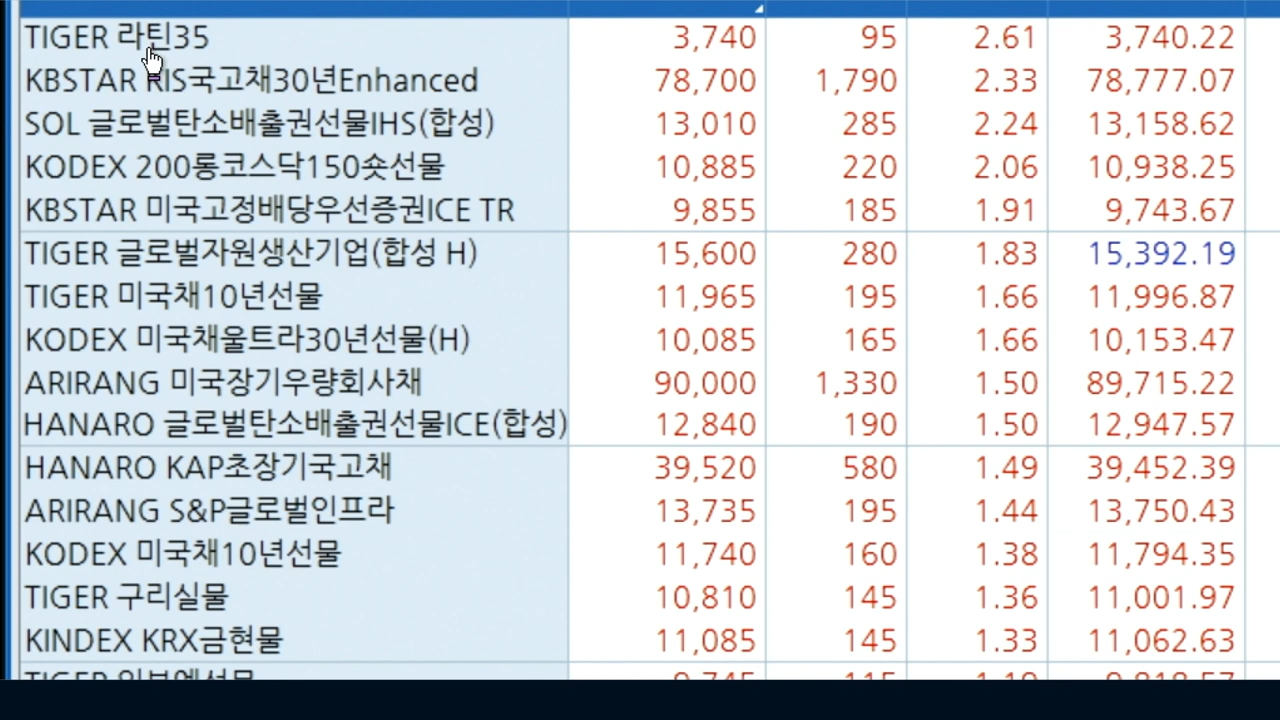 TIGER 라틴35 3,740 95 2.61 3,740.22
KBSTAR KIS국고채30년Enhanced 78,700 1,790 2.33 78,777.07
SOL 글로벌탄소배출권선물IHS(합성) 13,010 285 2.24 13,158.62
KODEX 200롱코스닥150숏선물 10,885 220 2.06 10,938.25
KBSTAR 미국고정배당우선증권ICE TR 9,855 185 1.91 9,743.67
TIGER 글로벌자원생산기업(합성 H) 15,600 280 1.83 15,392.19
TIGER 미국채10년선물 11,965 195 1.66 11,996.87
KODEX 미국채울트라30년선물(H) 10,085 165 1.66 10,153.47
ARIRANG 미국장기우량회사채 90,000 1,330 1.50 89,715.22
HANARO 글로벌탄소배출권선물ICE(합성) 12,840 190 1.50 12,947.57
HANARO KAP초장기국고채 39,520 580 1.49 39,452.39
ARIRANG S&P글로벌인프라 13,735 195 1.44 13,750.43
KODEX 미국채10년선물 11,740 160 1.38 11,794.35
TIGER 구리실물 10,810 145 1.36 11,001.97
KINDEX KRX금현물 11,085 145 1.33 11,062.63
TIGER